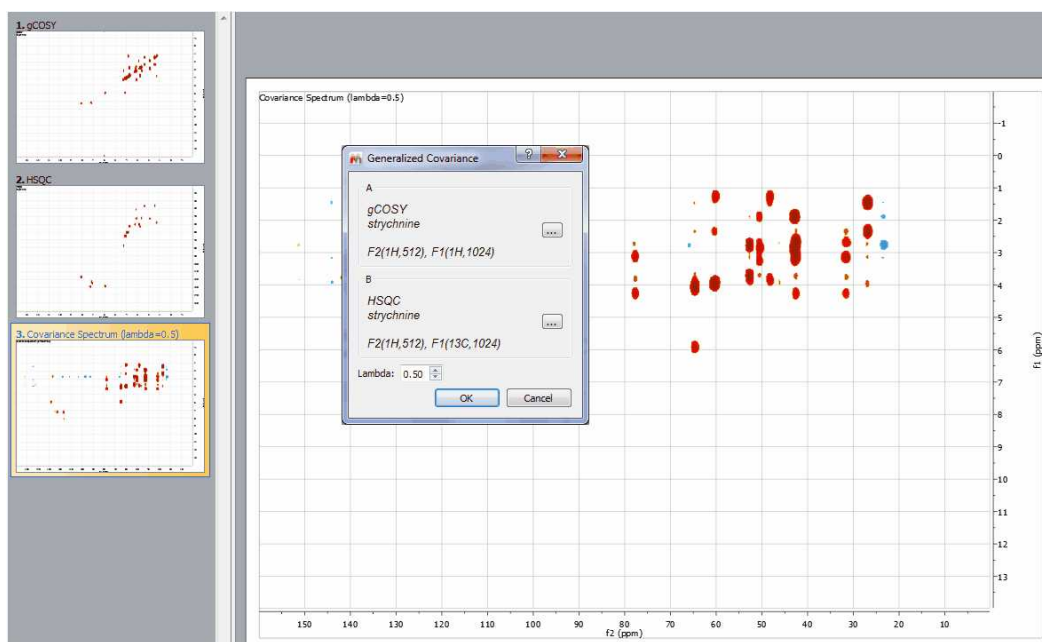 1. gCOSY
2. HSQC
3. Covariance Spectrum (lambda=0.5)
Covariance Spectrum (lambda=0.5)
Generalized Covariance
?
A
gCOSY
strychnine
...
F2(1H,512), F1(1H,1024)
B
HSQC
strychnine
...
F2(1H,512), F1(13C,1024)
Lambda: 0.50
OK Cancel
-1
0
1
2
3
4
5
6
7
8
9
10
11
12
13
f1 (ppm)
150 140 130 120 110 100 90 80 70 60 50 40 30 20 10
f2 (ppm)